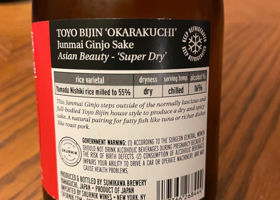 TOYO BIJIN 'OKARAKUCHI'
Junmai Ginjo Sake
Asian Beauty - 'Super Dry'
rice varietal dryness serving temp alcohol %
Yamada Nishiki rice milled to 55% dry chilled 16%
This Junmai Ginjo steps outside of the normally luscious and
full-bodied Toyo Bijin house style to produce a dry and spicy
sake. A natural pairing for fatty fish like tuna or richer dishes
like roast pork.
GOVERNMENT WARNING: (1) ACCORDING TO THE SURGEON GENERAL, WOMEN
SHOULD NOT DRINK ALCOHOLIC BEVERAGES DURING PREGNANCY BECAUSE OF
THE RISK OF BIRTH DEFECTS. (2) CONSUMPTION OF ALCOHOLIC BEVERAGES
IMPAIRS YOUR ABILITY TO DRIVE A CAR OR OPERATE MACHINERY, AND MAY
CAUSE HEALTH PROBLEMS.
PRODUCED & BOTTLED BY SUMIKAWA BREWERY
YAMAGUCHI, JAPAN • PRODUCT OF JAPAN
IMPORTED BY SKURNIK WINES • NEW YORK, NY